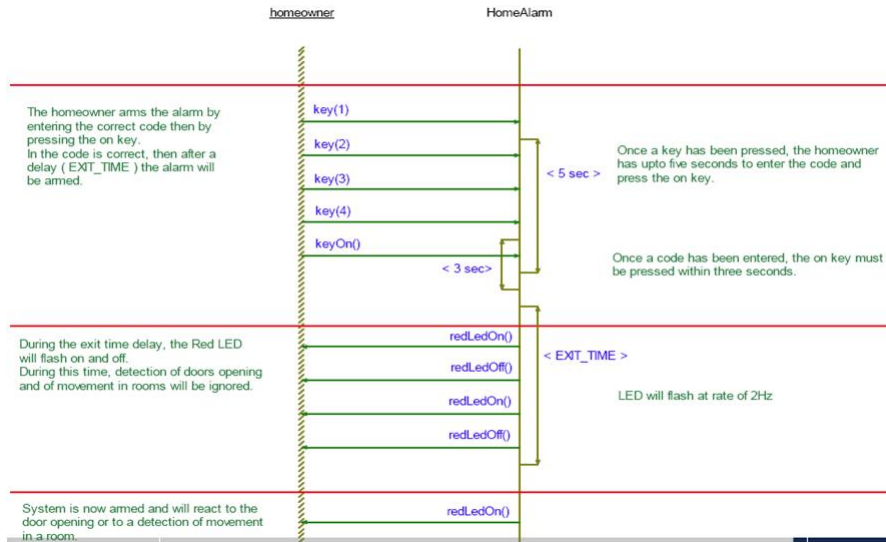 homeowner
HomeAlarm
The homeowner arms the alarm by
entering the correct code then by
pressing the on key.
In the code is correct, then after a
delay ( EXIT_TIME ) the alarm will
be armed.
key(1)
key(2)
key(3)
key(4)
keyOn()
< 5 sec >
< 3 sec>
Once a key has been pressed, the homeowner
has upto five seconds to enter the code and
press the on key.
Once a code has been entered, the on key must
be pressed within three seconds.
During the exit time delay, the Red LED
will flash on and off.
During this time, detection of doors opening
and of movement in rooms will be ignored.
redLedOn()
redLedOff()
redLedOn()
redLedOff()
< EXIT_TIME >
LED will flash at rate of 2Hz
System is now armed and will react to the
door opening or to a detection of movement
in a room.
redLedOn()